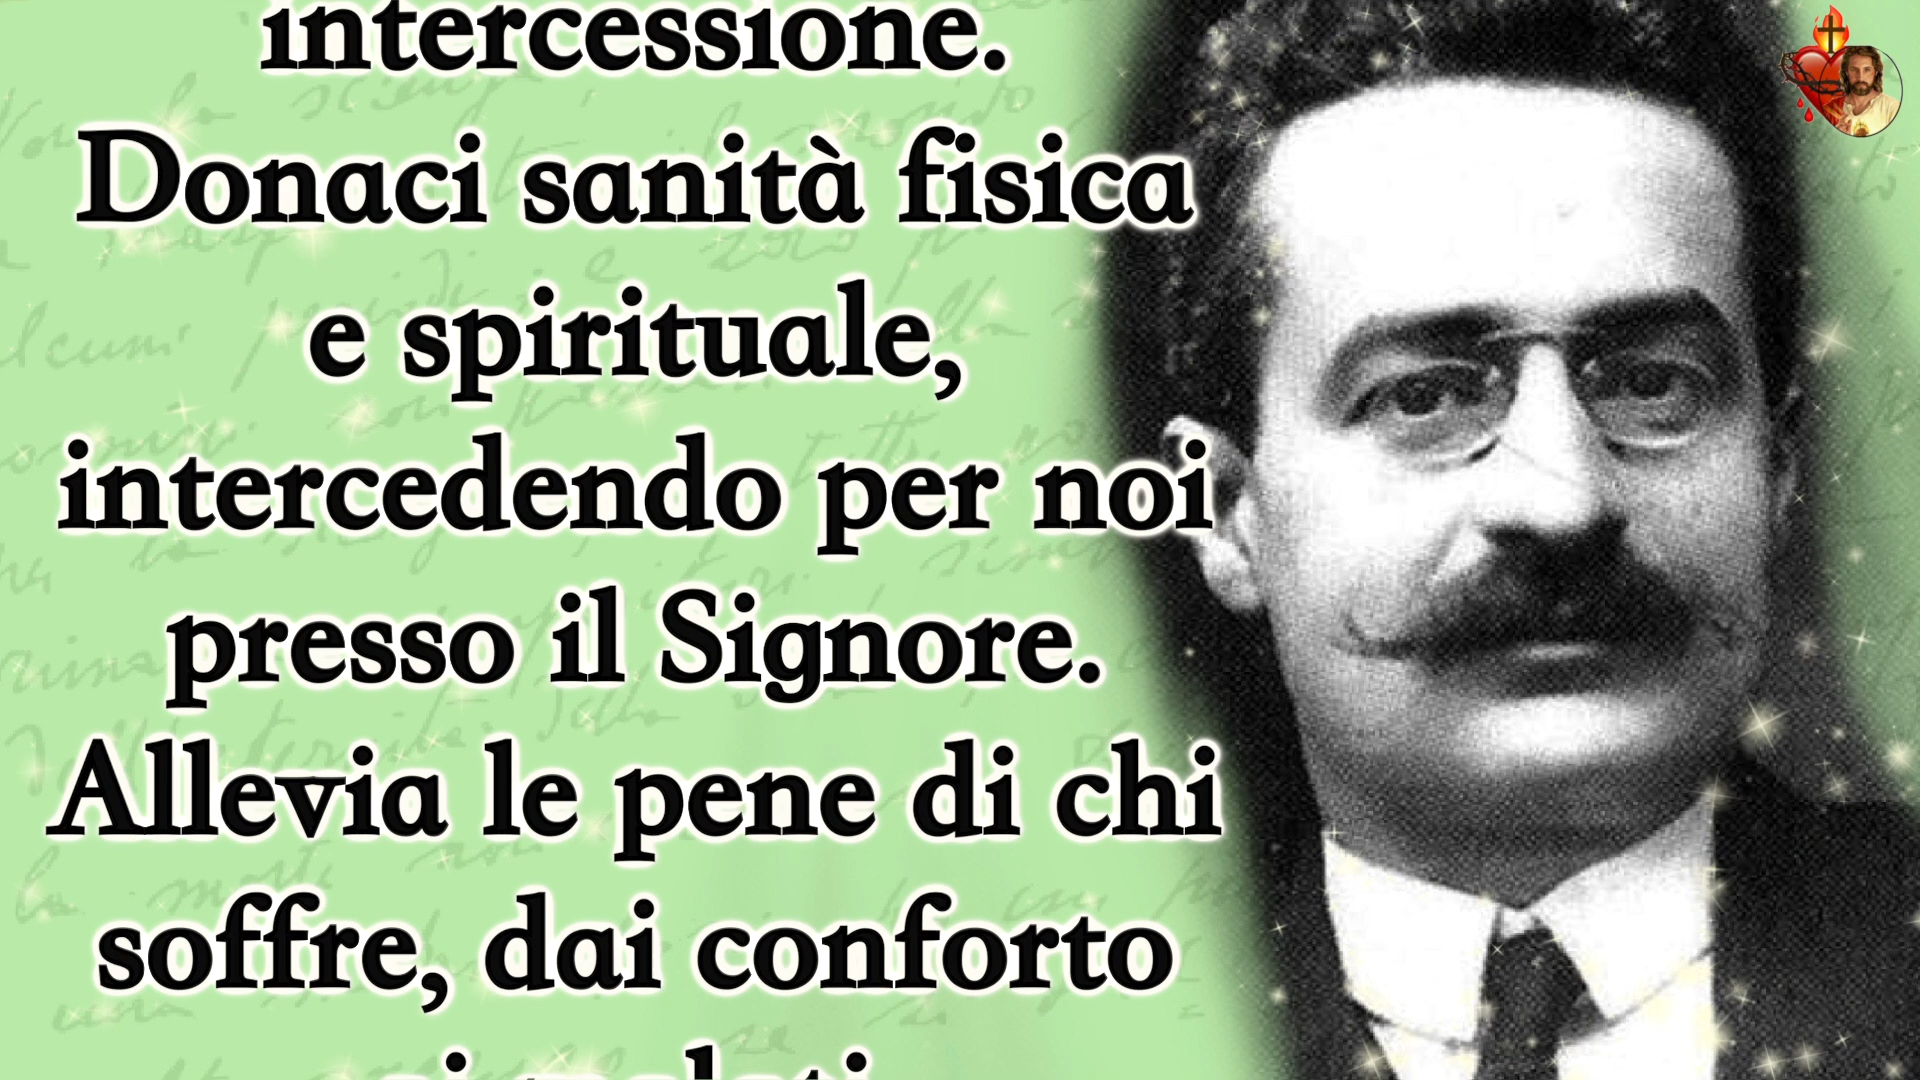 intercessione.
Donaci sanità fisica
e spirituale,
intercedendo per noi
presso il Signore.
Allevia le pene di chi
soffre, dai conforto